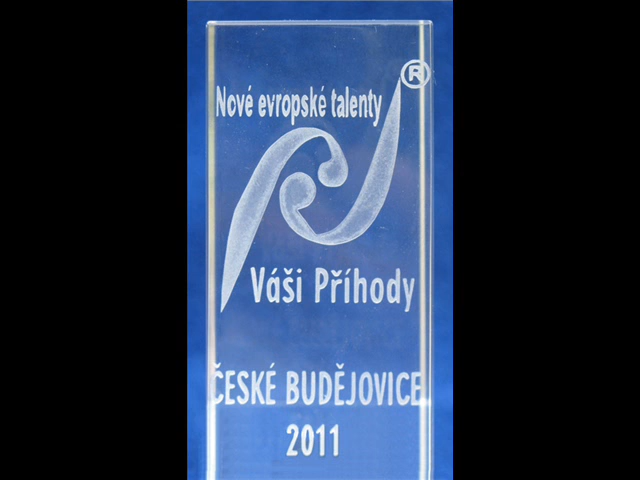 ®
Nové evropské talenty
Váši Příhody
ČESKÉ BUDĚJOVICE
2011